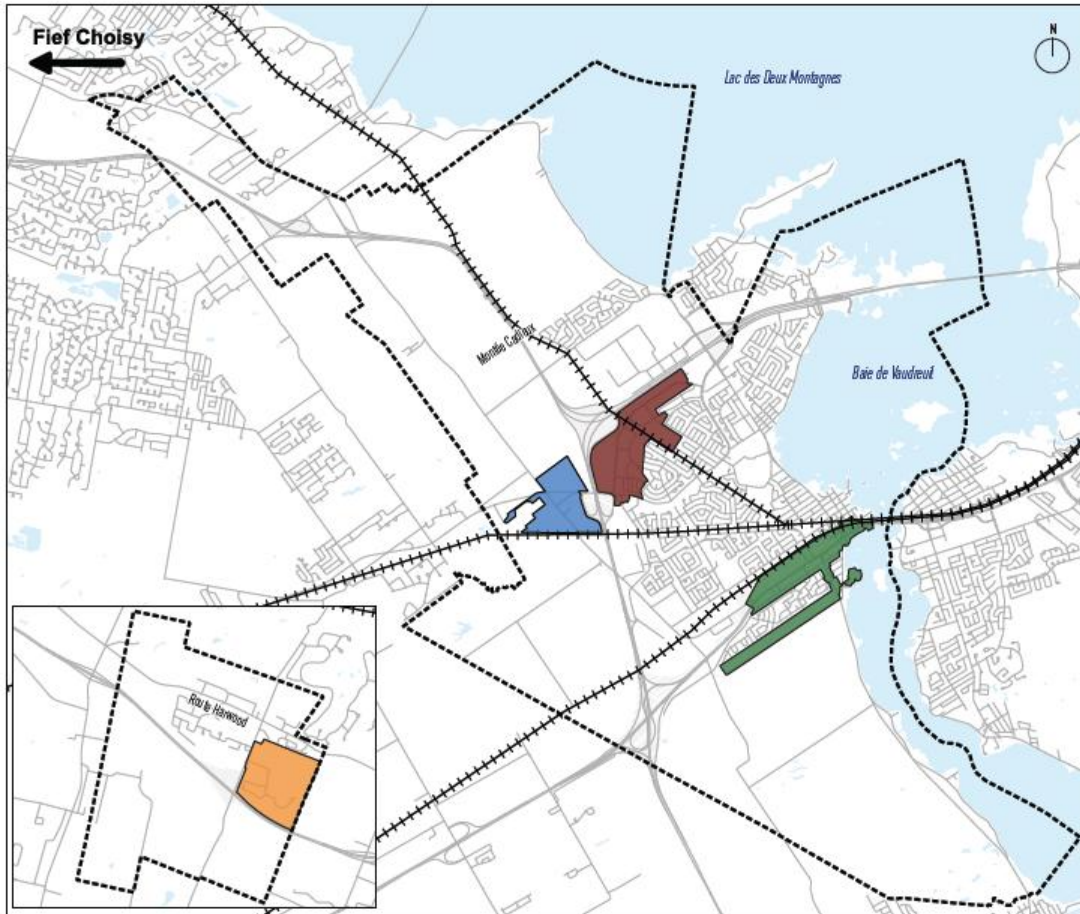 Fief Choisy
N
Lac des Deux Montagnes
Montée Cadieux
Baie de Vaudreuil
Route Harwood